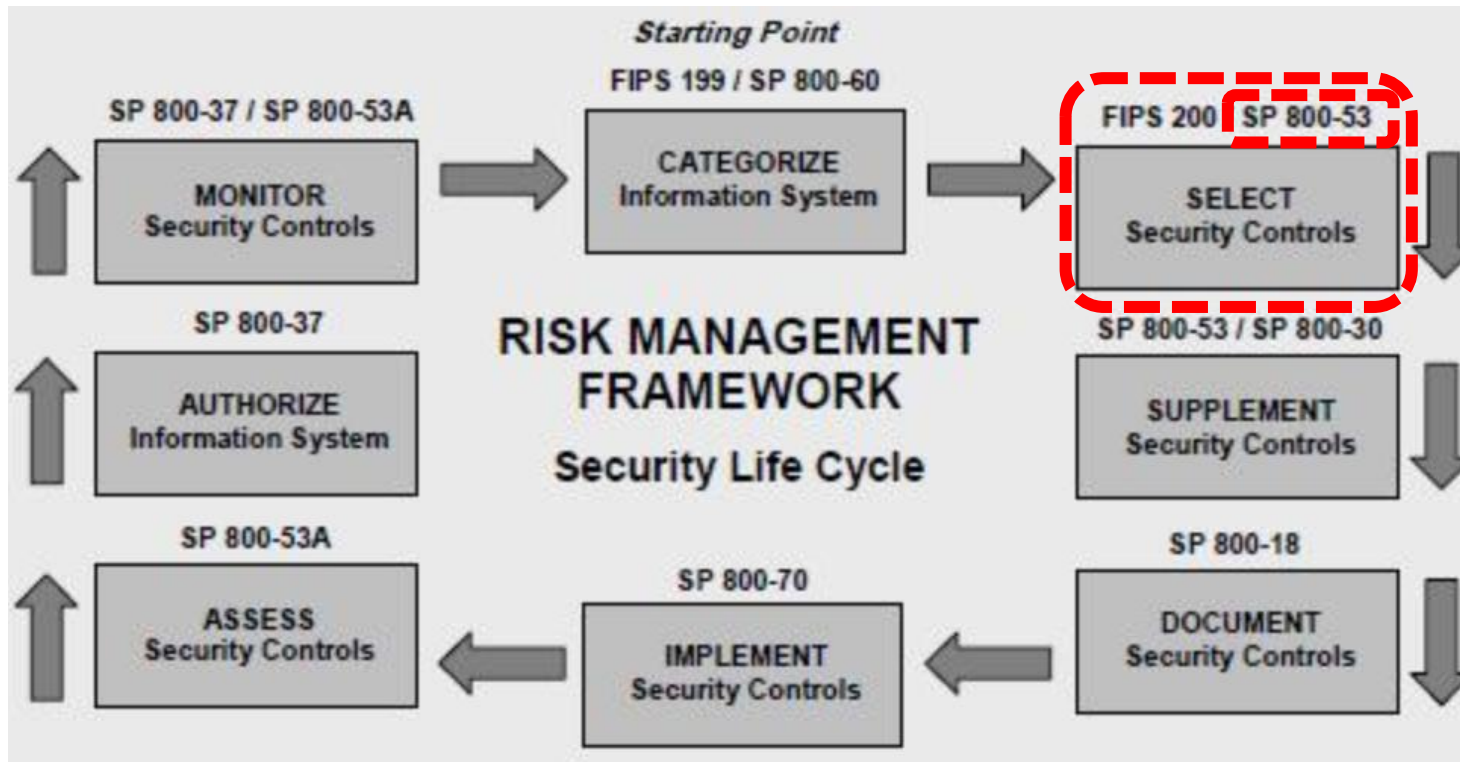 Starting Point
FIPS 199 / SP 800-60
CATEGORIZE
Information System
FIPS 200 SP 800-53
SELECT
Security Controls
SP 800-53 / SP 800-30
SUPPLEMENT
Security Controls
SP 800-18
DOCUMENT
Security Controls
SP 800-70
IMPLEMENT
Security Controls
SP 800-53A
ASSESS
Security Controls
SP 800-37
AUTHORIZE
Information System
SP 800-37 / SP 800-53A
MONITOR
Security Controls
RISK MANAGEMENT
FRAMEWORK
Security Life Cycle